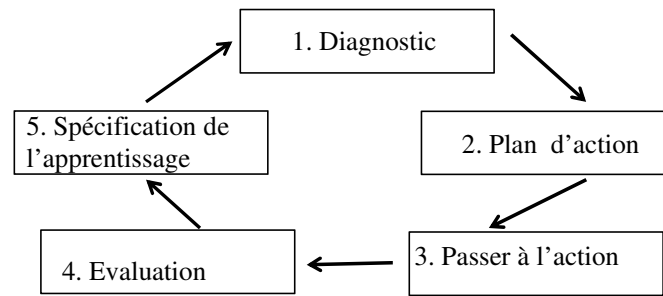 1. Diagnostic
2. Plan d’action
3. Passer à l’action
4. Evaluation
5. Spécification de
l’apprentissage